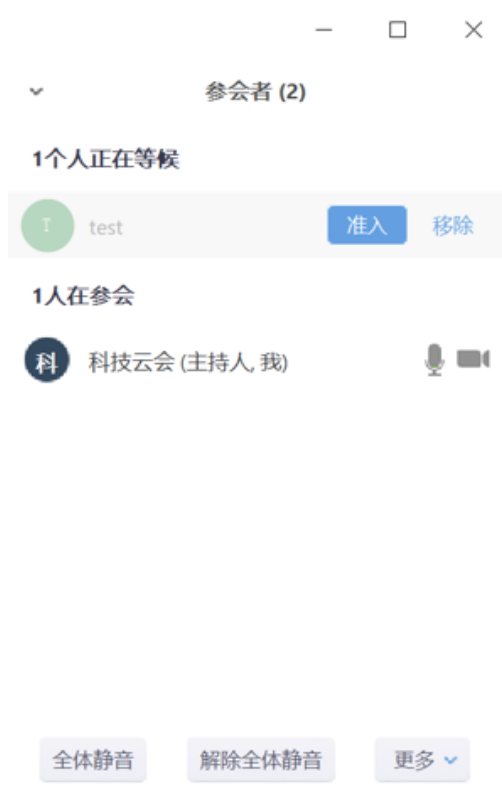 参会者 (2)
1个人正在等候
T test 准入 移除
1人在参会
科 科技云会 (主持人, 我)
全体静音 解除全体静音 更多